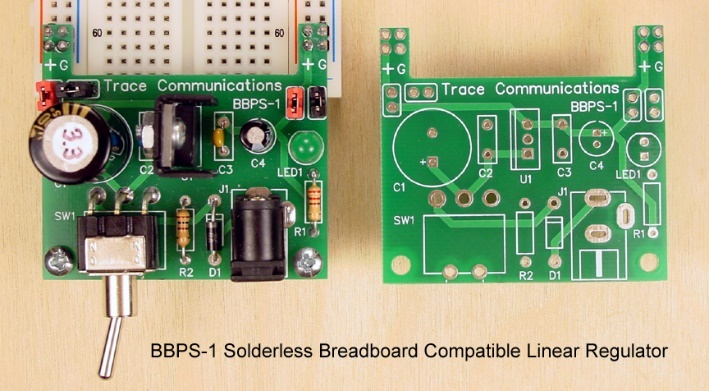 60
60
+ G
+ G
Trace Communications
BBPS-1
3.3
C1
C2
U1
C3
C4
LED1
SW1
J1
R2
D1
R1
+ G
+ G
Trace Communications
BBPS-1
+
+
C1
C2
U1
C3
C4
LED1
SW1
J1
R2
D1
R1
BBPS-1 Solderless Breadboard Compatible Linear Regulator